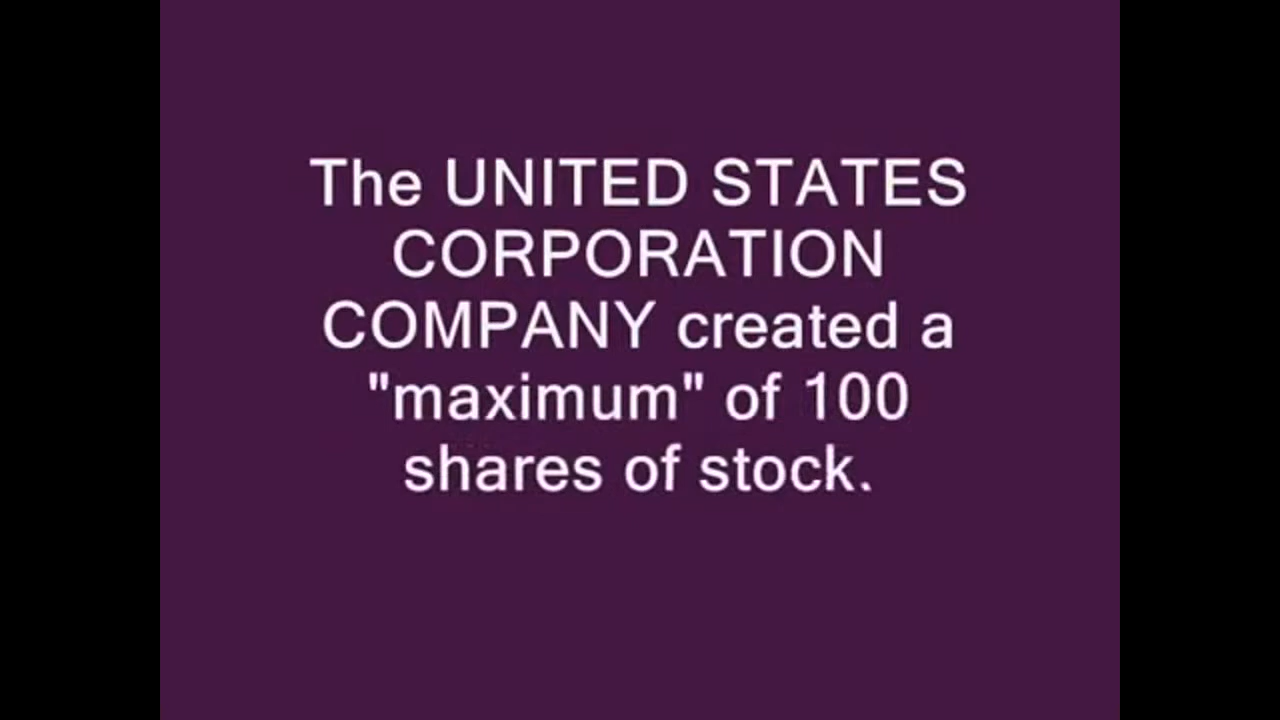 The UNITED STATES
CORPORATION
COMPANY created a
"maximum" of 100
shares of stock.